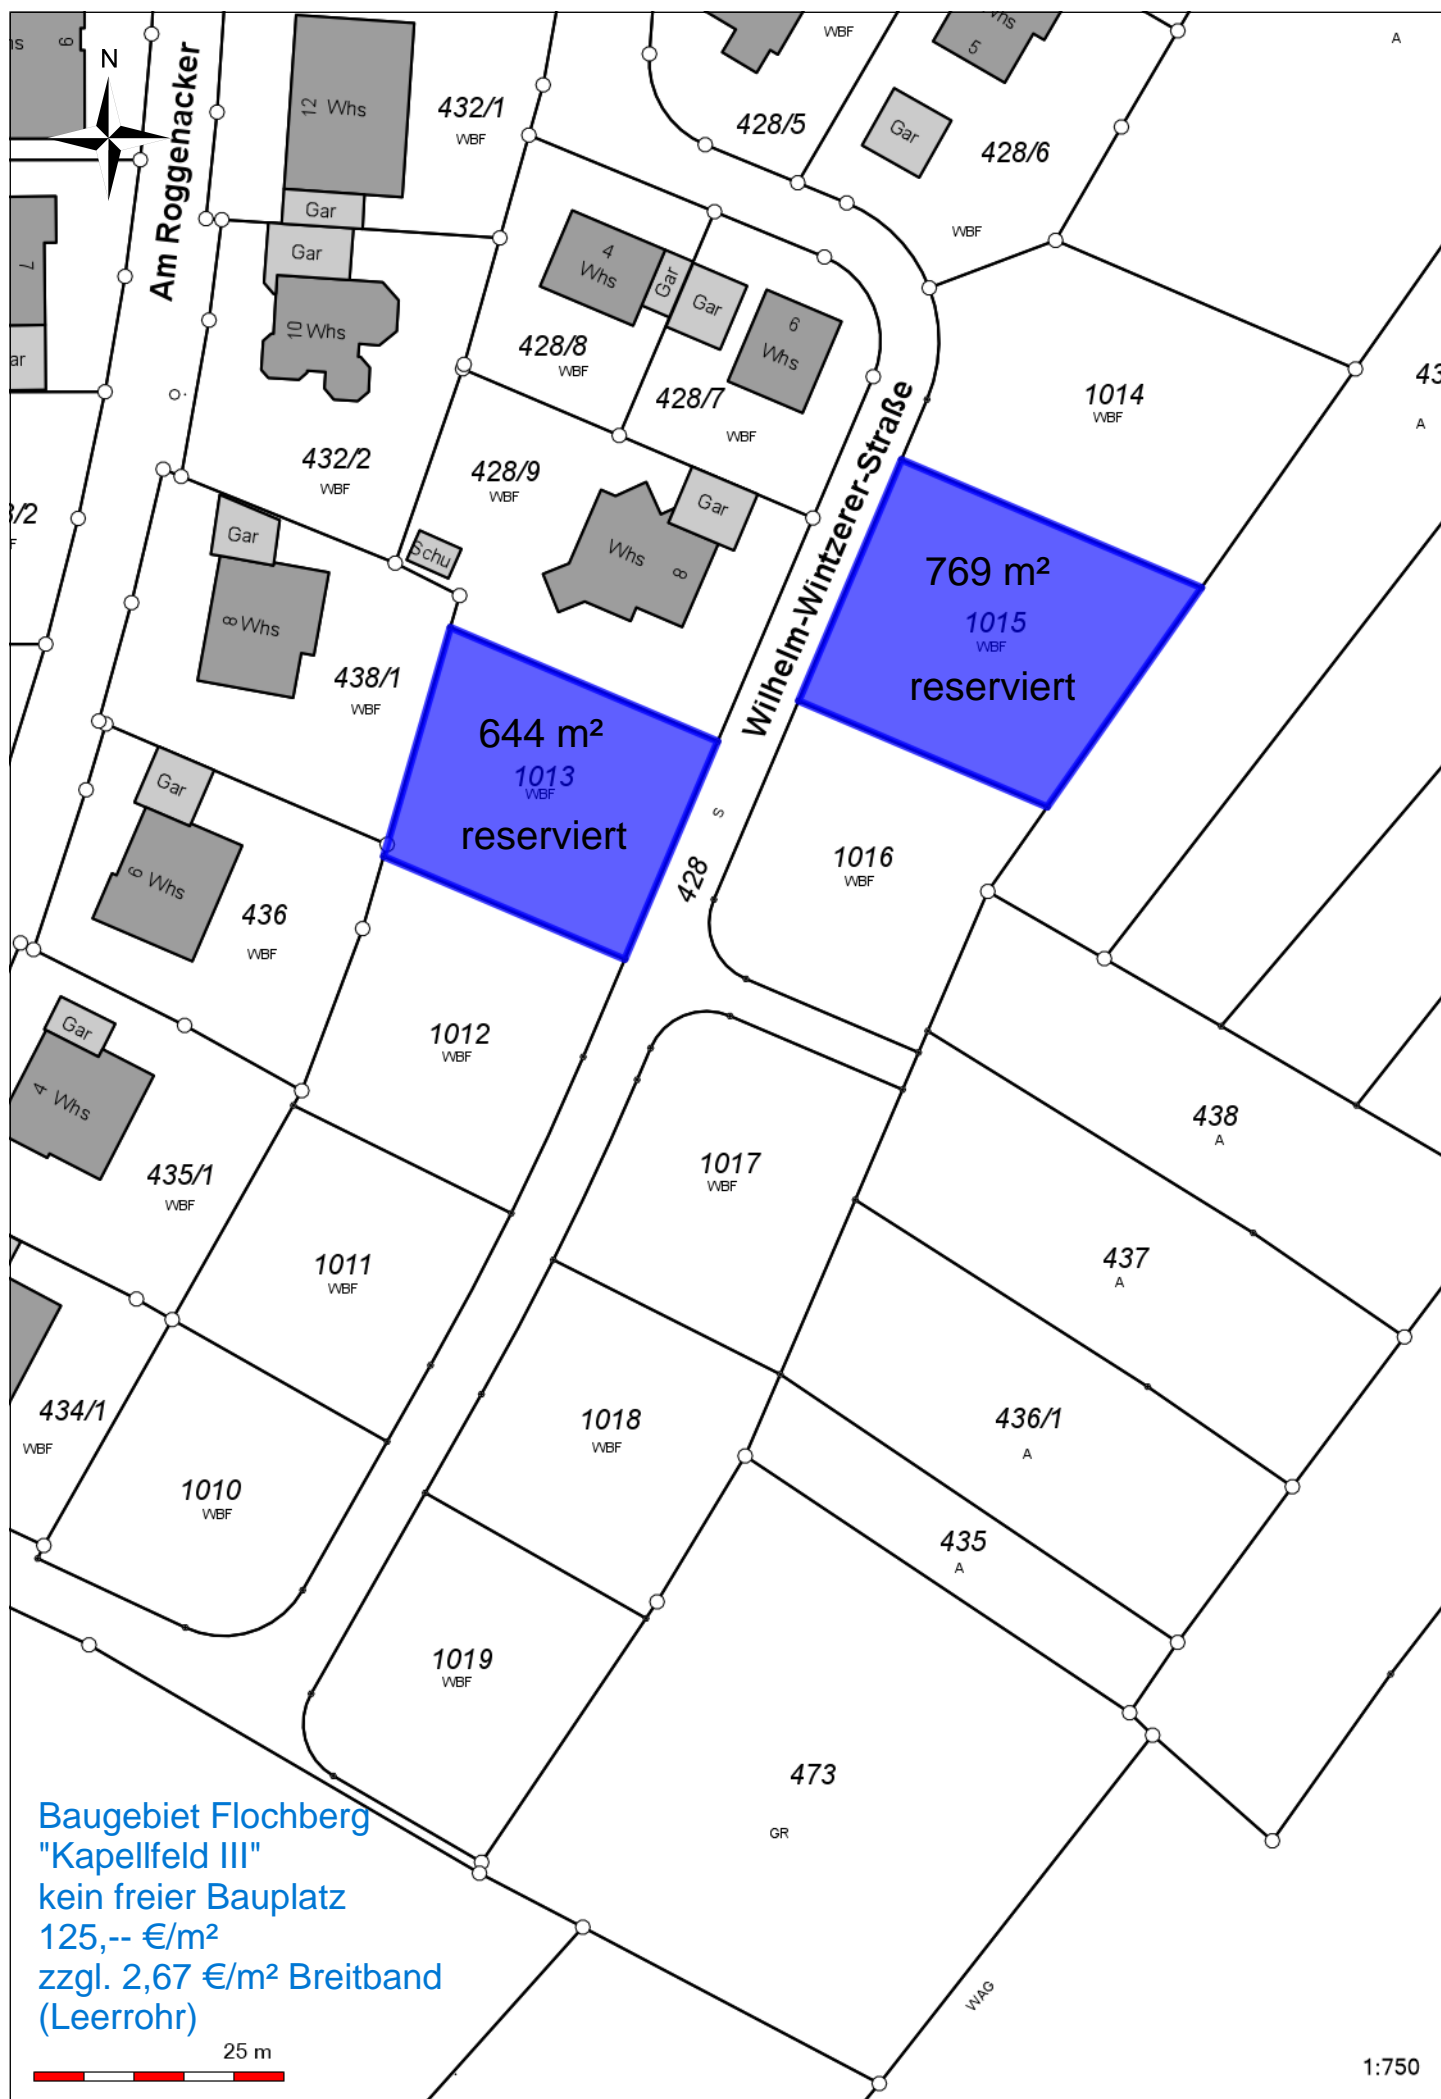 9
N
Am Roggenacker
12 Whs
432/1
WBF
WBF
Whs
5
A
428/5
Gar
428/6
WBF
Gar
Gar
7
10 Whs
4
Whs
Gar
Gar
6
Whs
428/8
WBF
428/7
WBF
1014
WBF
A
432/2
WBF
428/9
WBF
Gar
Wilhelm-Wintzerer-Straße
Gar
Schu
Whs 8
8 Whs
769 m²
1015
WBF
reserviert
438/1
WBF
644 m²
1013
WBF
reserviert
Gar
S
428
1016
WBF
6 Whs
436
WBF
Gar
4 Whs
1012
WBF
438
A
435/1
WBF
1017
WBF
437
A
1011
WBF
434/1
WBF
1018
WBF
436/1
A
1010
WBF
435
A
1019
WBF
473
GR
Baugebiet Flochberg
"Kapellfeld III"
kein freier Bauplatz
125,-- €/m²
zzgl. 2,67 €/m² Breitband
(Leerrohr)
WAG
25 m
1:750